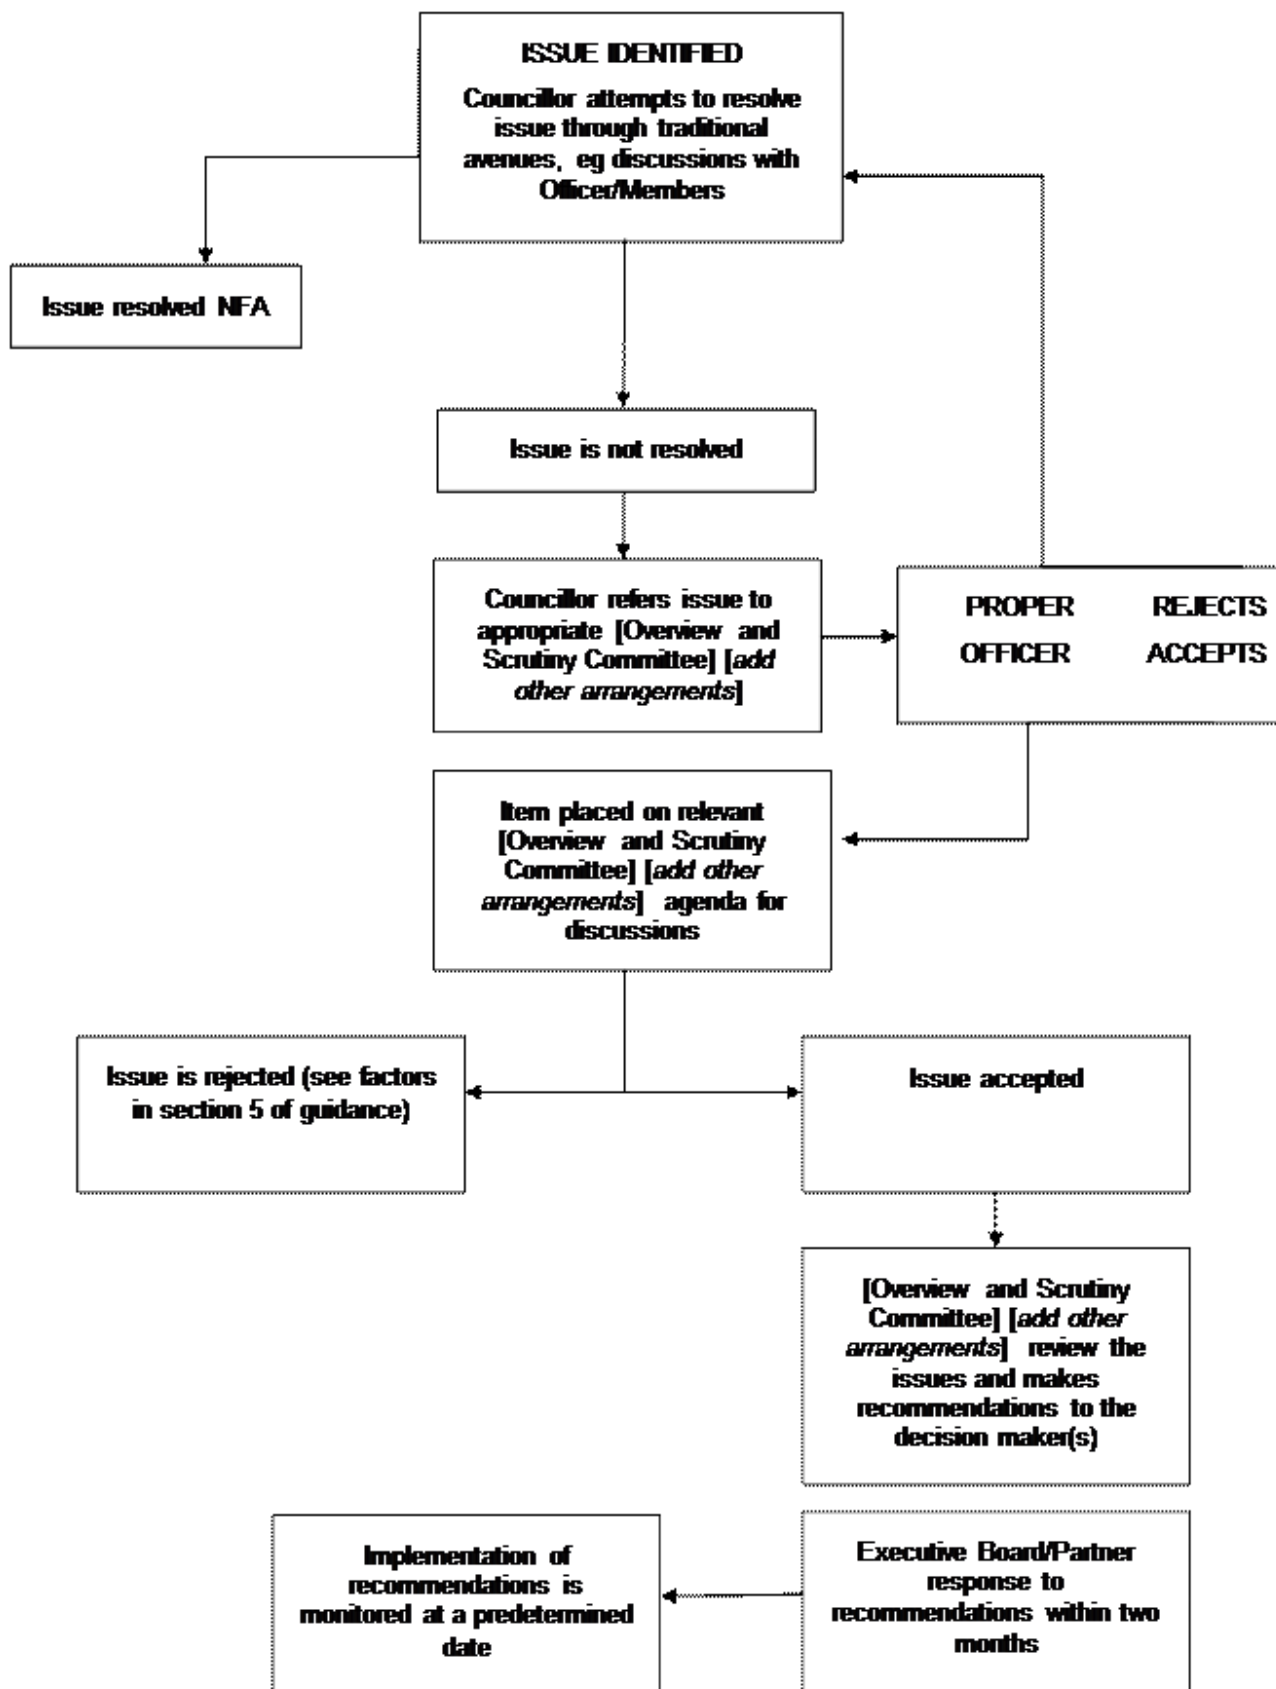 ISSUE IDENTIFIED
Councillor attempts to resolve
issue through traditional
avenues, eg discussions with
Officer/Members
Issue resolved NFA
Issue is not resolved
Councillor refers issue to
appropriate [Overview and
Scrutiny Committee] [add
other arrangements]
PROPER REJECTS
OFFICER ACCEPTS
Item placed on relevant
[Overview and Scrutiny
Committee] [add other
arrangements] agenda for
discussions
Issue is rejected (see factors
in section 5 of guidance)
Issue accepted
[Overview and Scrutiny
Committee] [add other
arrangements] review the
issues and makes
recommendations to the
decision maker(s)
Executive Board/Partner
response to
recommendations within two
months
Implementation of
recommendations is
monitored at a predetermined
date